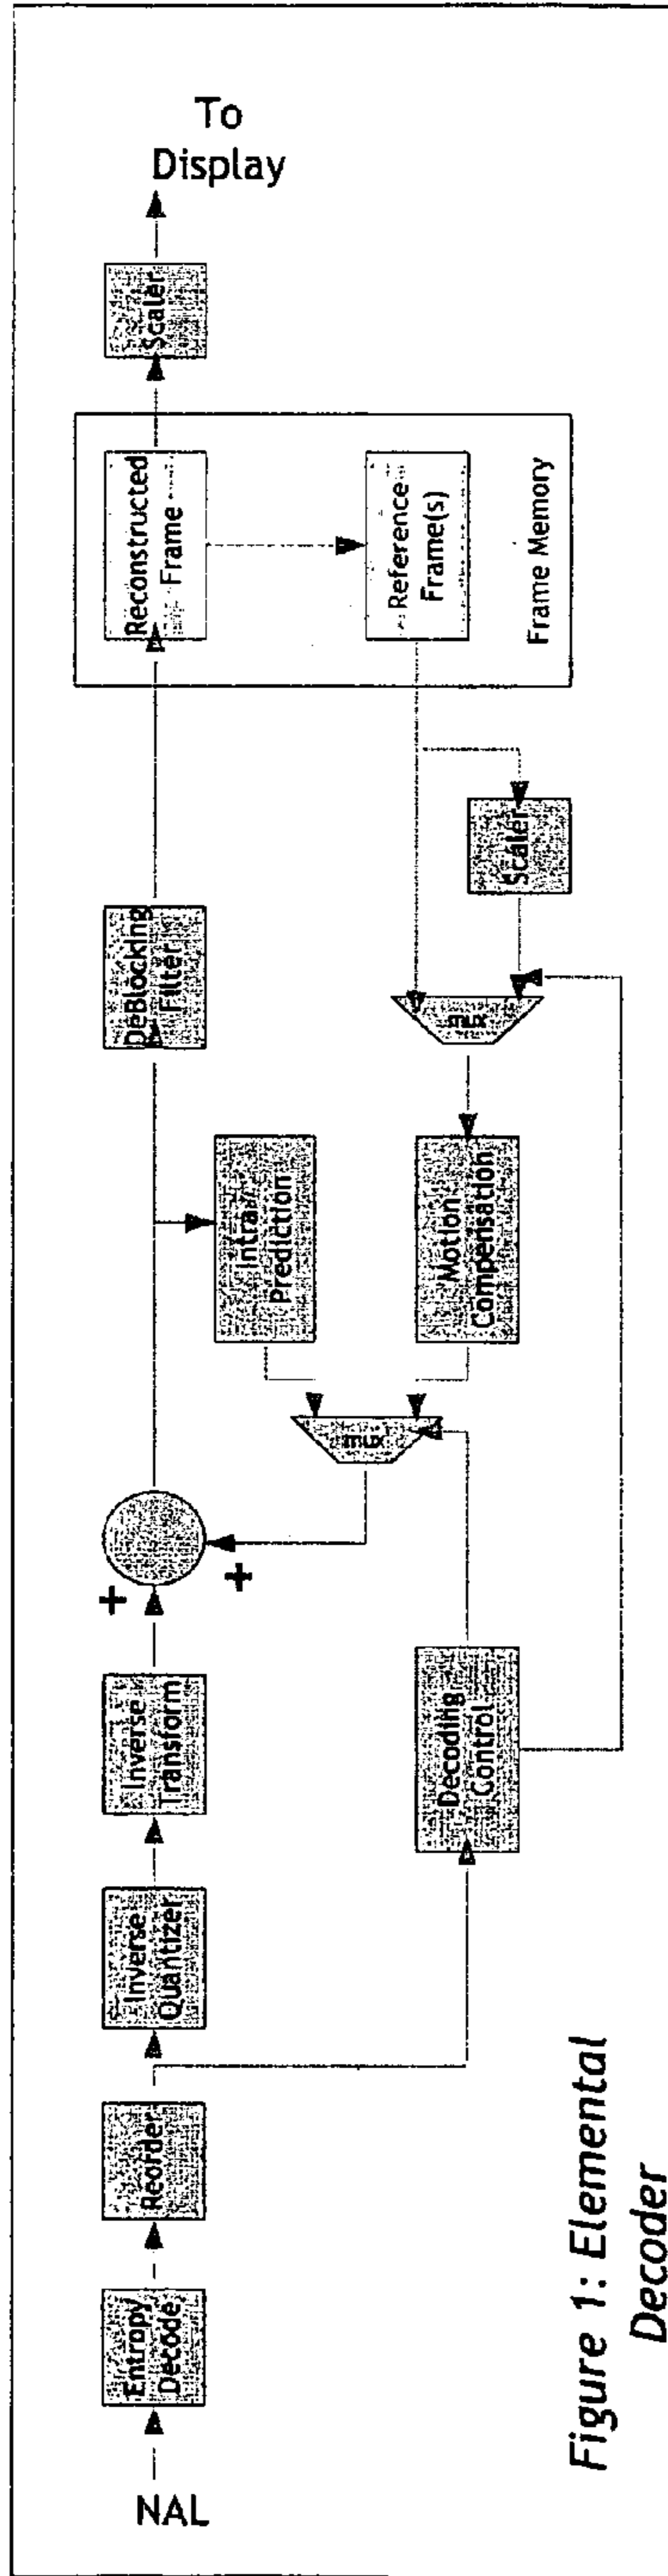 NAL
Entropy
Decode
Reorder
Inverse
Quantizer
Inverse
Transform
+
+
DeBlocking
Filter
Reconstructed
Frame
Scaler
To
Display
Intra
Prediction
mux
Decoding
Control
Motion
Compensation
mux
Scaler
Reference
Frame(s)
Frame Memory
Figure 1: Elemental
Decoder